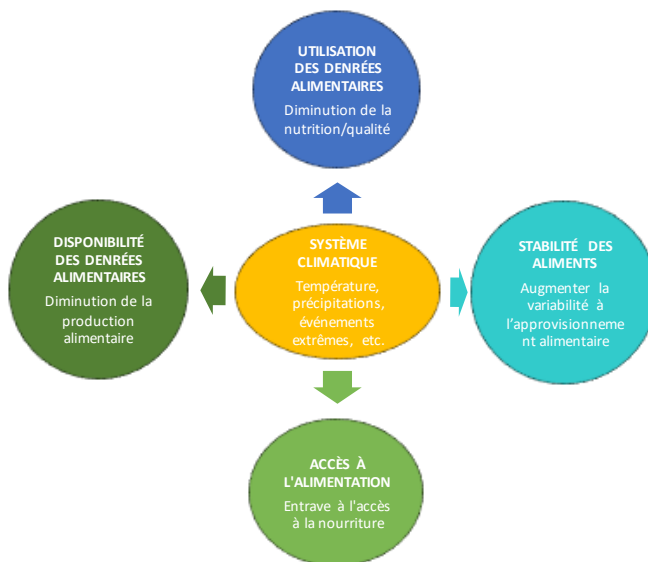 UTILISATION
DES DENRÉES
ALIMENTAIRES
Diminution de la
nutrition/qualité
DISPONIBILITÉ
DES DENRÉES
ALIMENTAIRES
Diminution de la
production
alimentaire
SYSTÈME
CLIMATIQUE
Température,
précipitations,
événements
extrêmes, etc.
STABILITÉ DES
ALIMENTS
Augmenter la
variabilité à
l’approvisionneme
nt alimentaire
ACCÈS À
L'ALIMENTATION
Entrave à l'accès
à la nourriture